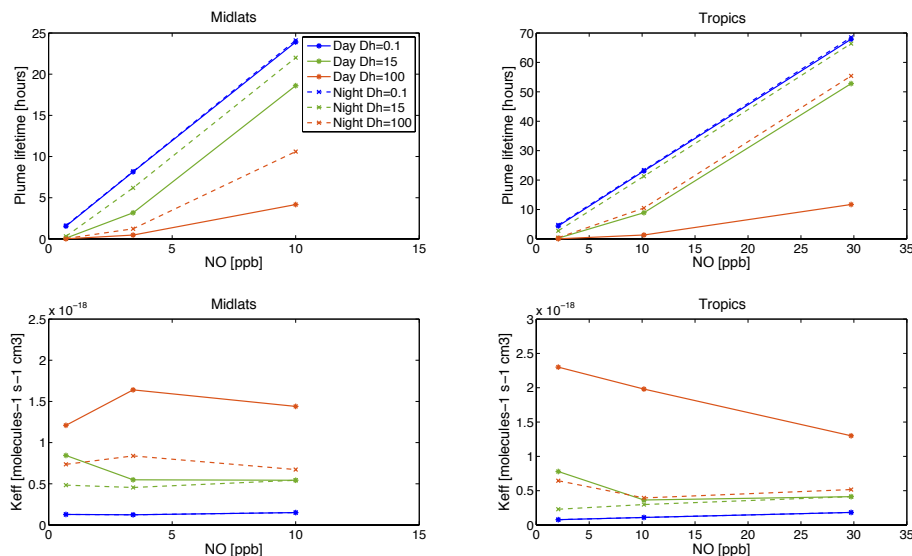 Midlats
Plume lifetime [hours]
25
20
15
10
5
0
0 5 10 15
NO [ppb]
Day Dh=0.1
Day Dh=15
Day Dh=100
Night Dh=0.1
Night Dh=15
Night Dh=100
Tropics
Plume lifetime [hours]
70
60
50
40
30
20
10
0
0 5 10 15 20 25 30 35
NO [ppb]
Midlats
x 10⁻¹⁸
Keff [molecules−1 s−1 cm3]
2.5
2
1.5
1
0.5
0
0 5 10 15
NO [ppb]
Tropics
x 10⁻¹⁸
Keff [molecules−1 s−1 cm3]
3
2.5
2
1.5
1
0.5
0
0 5 10 15 20 25 30 35
NO [ppb]